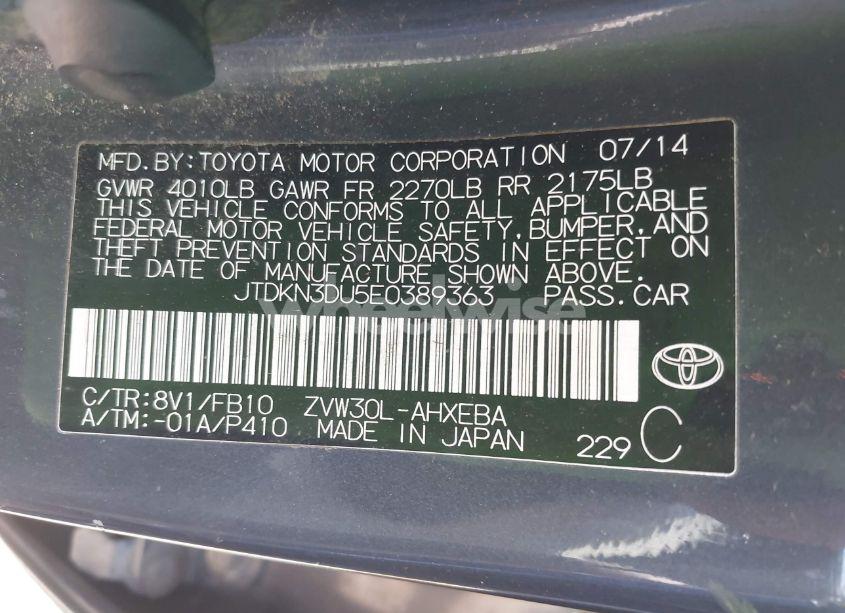 MFD.BY:TOYOTA MOTOR CORPORATION 07/14
GVWR 4010LB GAWR FR 2270LB RR 2175LB
THIS VEHICLE CONFORMS TO ALL APPLICABLE
FEDERAL MOTOR VEHICLE SAFETY,BUMPER,AND
THEFT PREVENTION STANDARDS IN EFFECT ON
THE DATE OF MANUFACTURE SHOWN ABOVE.
JTDKN3DU5E0389363 PASS.CAR
wheelwise
C/TR:8V1/FB10 ZVW30L-AHXEBA
A/TM:-01A/P410 MADE IN JAPAN 229 C